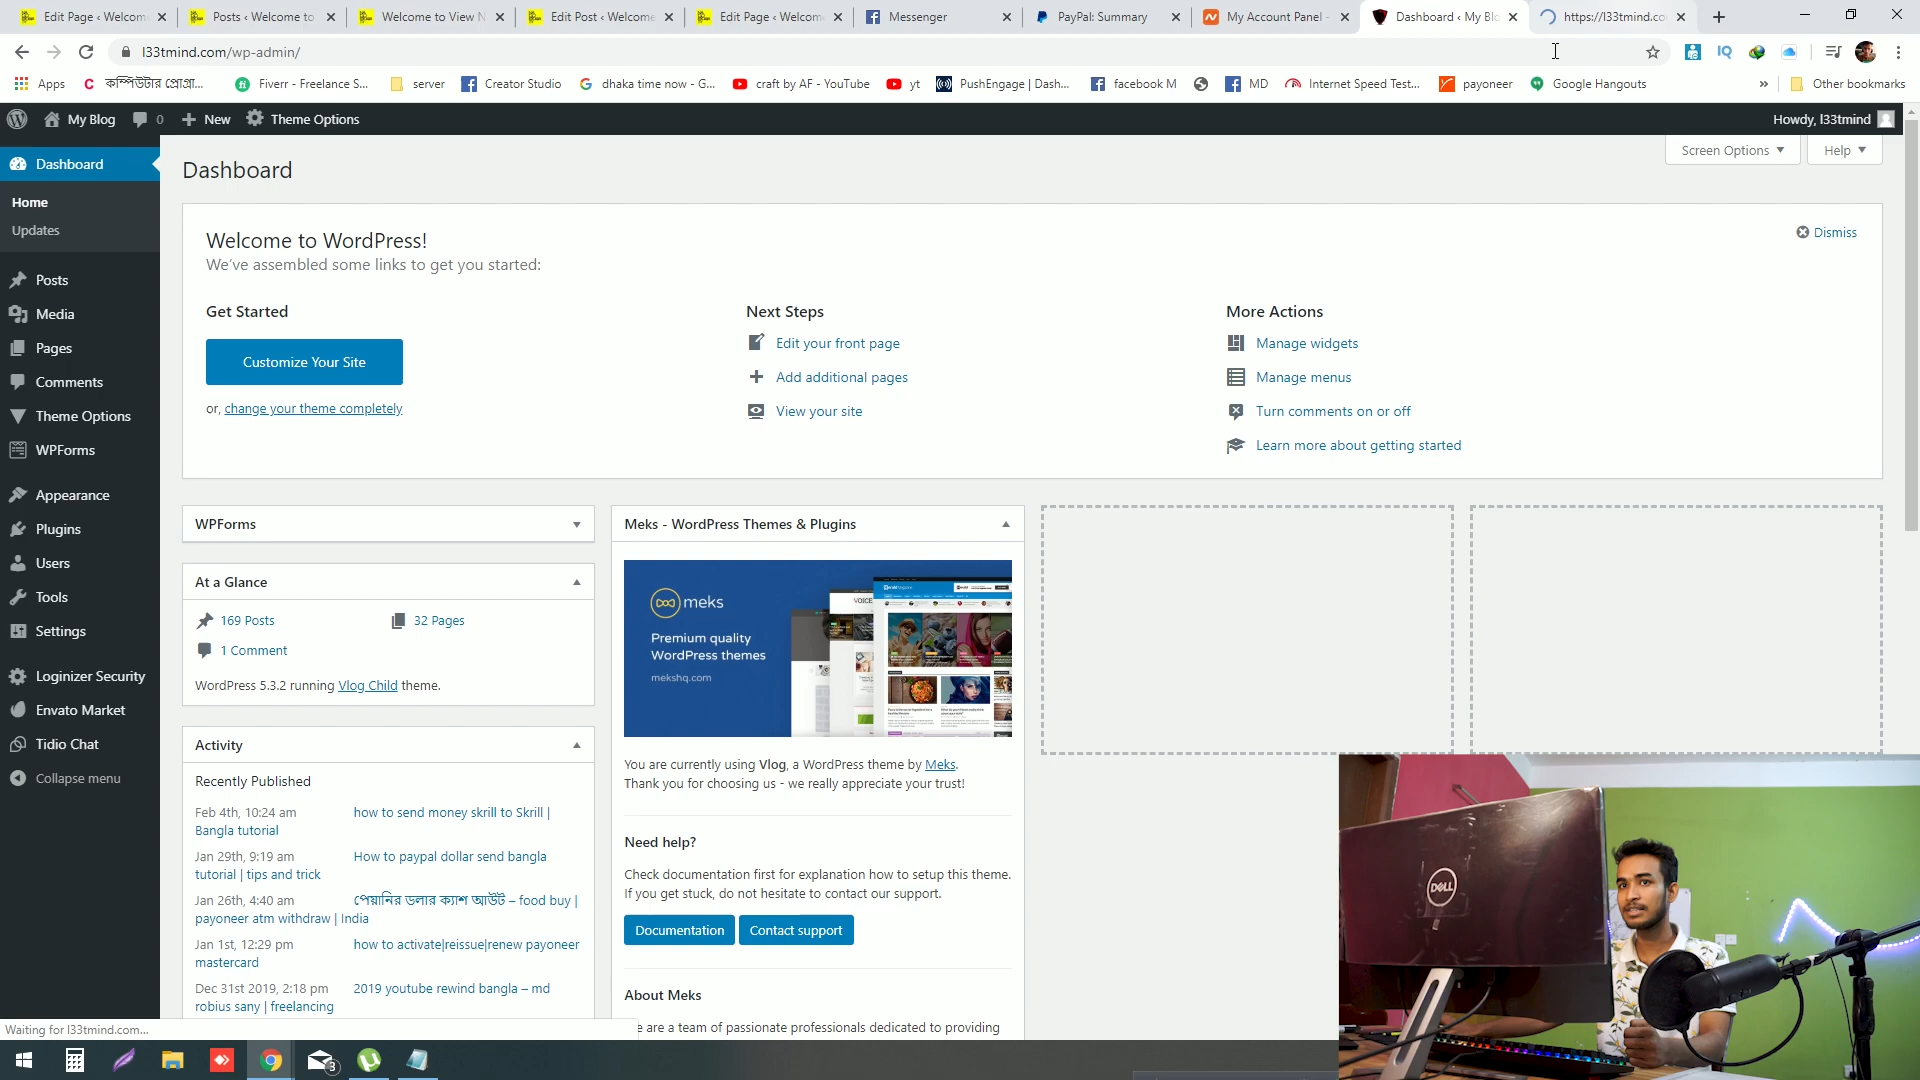 Edit Page ‹ Welcom
Posts ‹ Welcome to
Welcome to View N
Edit Post ‹ Welcome
Edit Page ‹ Welcom
Messenger
PayPal: Summary
My Account Panel -
Dashboard ‹ My Blo
https://l33tmind.co
l33tmind.com/wp-admin/
Apps
কম্পিউটার প্রোগ্রা...
Fiverr - Freelance S...
server
Creator Studio
dhaka time now - G...
craft by AF - YouTube
yt
PushEngage | Dash...
facebook M
MD
Internet Speed Test...
payoneer
Google Hangouts
»
Other bookmarks
My Blog
0
New
Theme Options
Howdy, l33tmind
Dashboard
Home
Updates
Posts
Media
Pages
Comments
Theme Options
WPForms
Appearance
Plugins
Users
Tools
Settings
Loginizer Security
Envato Market
Tidio Chat
Collapse menu
Screen Options
Help
Dashboard
Welcome to WordPress!
We've assembled some links to get you started:
Dismiss
Get Started
Customize Your Site
or, change your theme completely
Next Steps
Edit your front page
Add additional pages
View your site
More Actions
Manage widgets
Manage menus
Turn comments on or off
Learn more about getting started
WPForms
At a Glance
169 Posts
32 Pages
1 Comment
WordPress 5.3.2 running Vlog Child theme.
Activity
Recently Published
Feb 4th, 10:24 am how to send money skrill to Skrill |
Bangla tutorial
Jan 29th, 9:19 am How to paypal dollar send bangla
tutorial | tips and trick
Jan 26th, 4:40 am পেয়ানির ডলার ক্যাশ আউট – food buy |
payoneer atm withdraw | India
Jan 1st, 12:29 pm how to activate|reissue|renew payoneer
mastercard
Dec 31st 2019, 2:18 pm 2019 youtube rewind bangla – md
robius sany | freelancing
Meks - WordPress Themes & Plugins
meks
Premium quality
WordPress themes
mekshq.com
VOICE
You are currently using Vlog, a WordPress theme by Meks.
Thank you for choosing us - we really appreciate your trust!
Need help?
Check documentation first for explanation how to setup this theme.
If you get stuck, do not hesitate to contact our support.
Documentation
Contact support
About Meks
e are a team of passionate professionals dedicated to providing
Waiting for l33tmind.com...
3
DELL